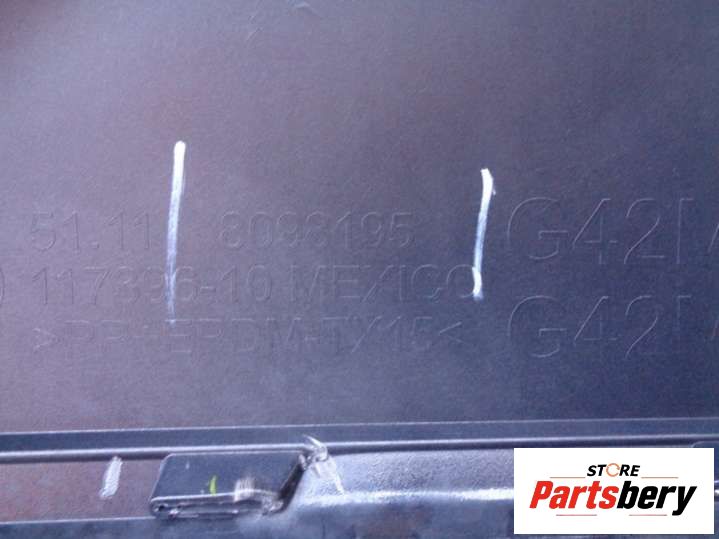 51.11 8098195
117396-10 MEXICO
>PP+EPDM-TX15<
G42
G42
STORE
Partsbery